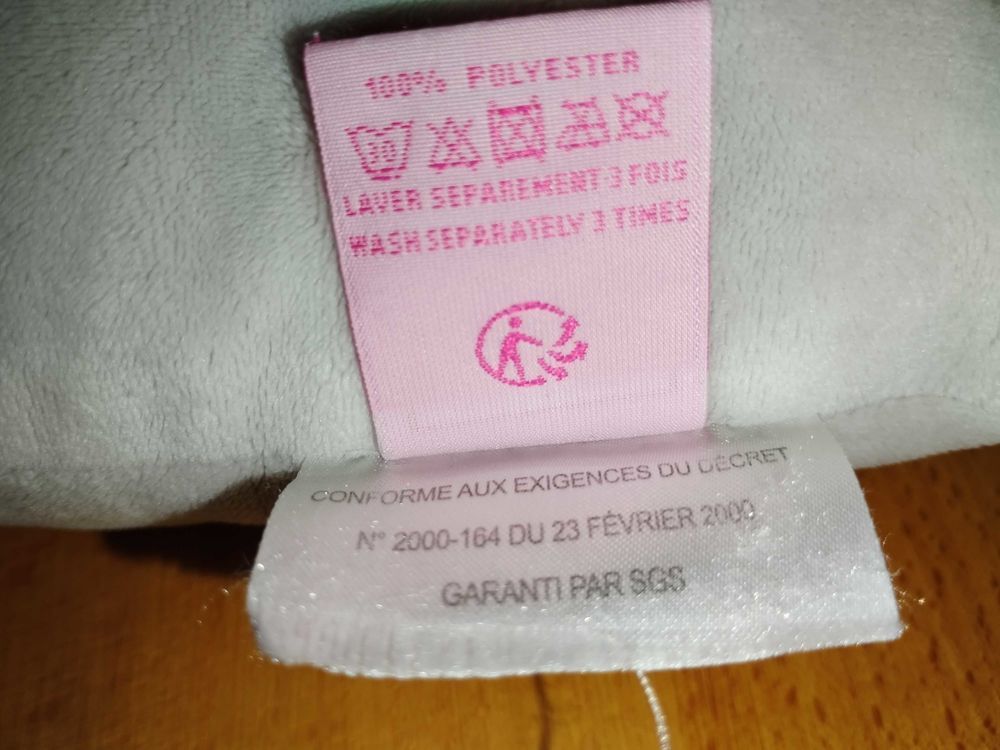 100% POLYESTER
30
LAVER SEPAREMENT 3 FOIS
WASH SEPARATELY 3 TIMES
CONFORME AUX EXIGENCES DU DÉCRET
N° 2000-164 DU 23 FÉVRIER 2000
GARANTI PAR SGS